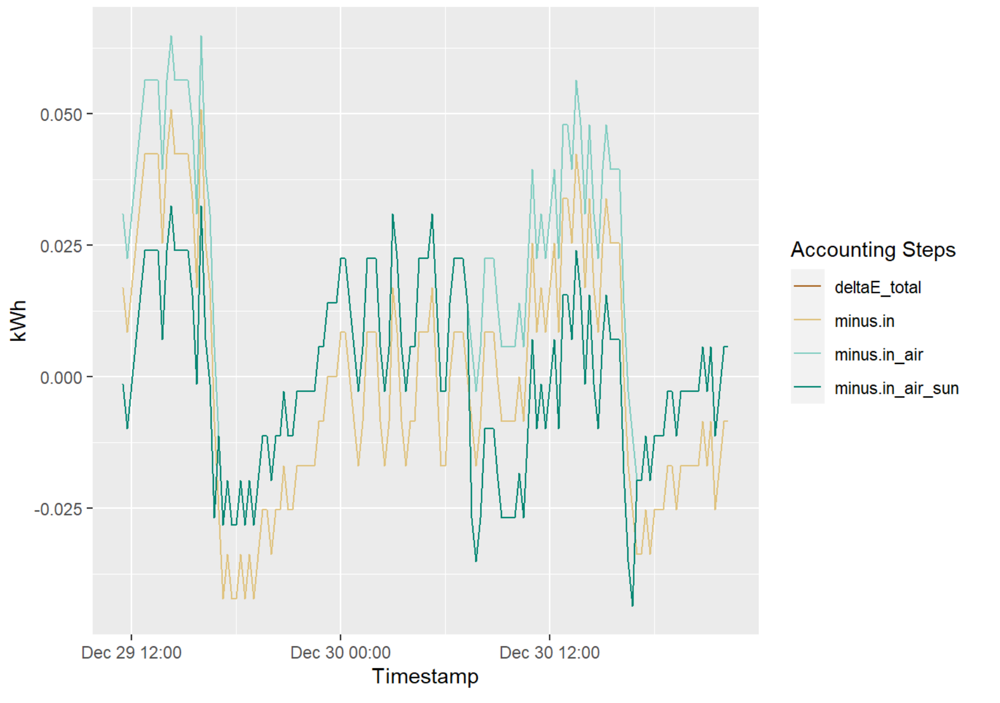 0.050
0.025
0.000
-0.025
kWh
Dec 29 12:00
Dec 30 00:00
Dec 30 12:00
Timestamp
Accounting Steps
deltaE_total
minus.in
minus.in_air
minus.in_air_sun